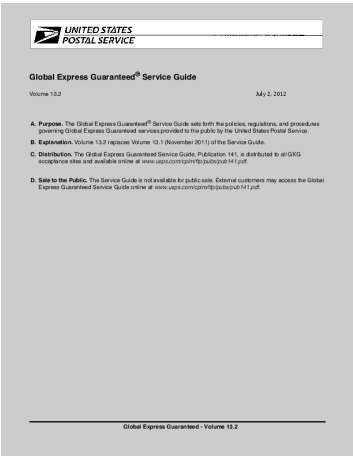 UNITED STATES
POSTAL SERVICE
Global Express Guaranteed® Service Guide
Volume 13.2 July 2, 2012
A. Purpose. The Global Express Guaranteed® Service Guide sets forth the policies, regulations, and procedures
governing Global Express Guaranteed services provided to the public by the United States Postal Service.
B. Explanation. Volume 13.2 replaces Volume 13.1 (November 2011) of the Service Guide.
C. Distribution. The Global Express Guaranteed Service Guide, Publication 141, is distributed to all GXG
acceptance sites and available online at www.usps.com/cpim/ftp/pubs/pub141.pdf.
D. Sale to the Public. The Service Guide is not available for public sale. External customers may access the Global
Express Guaranteed Service Guide online at www.usps.com/cpim/ftp/pubs/pub141.pdf.
Global Express Guaranteed - Volume 13.2